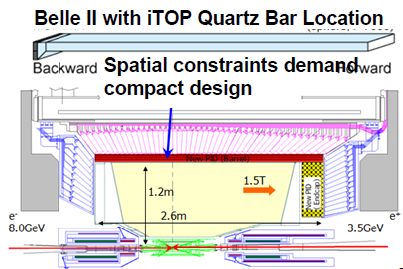 Belle II with iTOP Quartz Bar Location
Backward
Forward
Spatial constraints demand
compact design
New PID (Barrel)
1.2m
1.5T
2.6m
New PID
Endcap
e-
8.0GeV
e+
3.5GeV